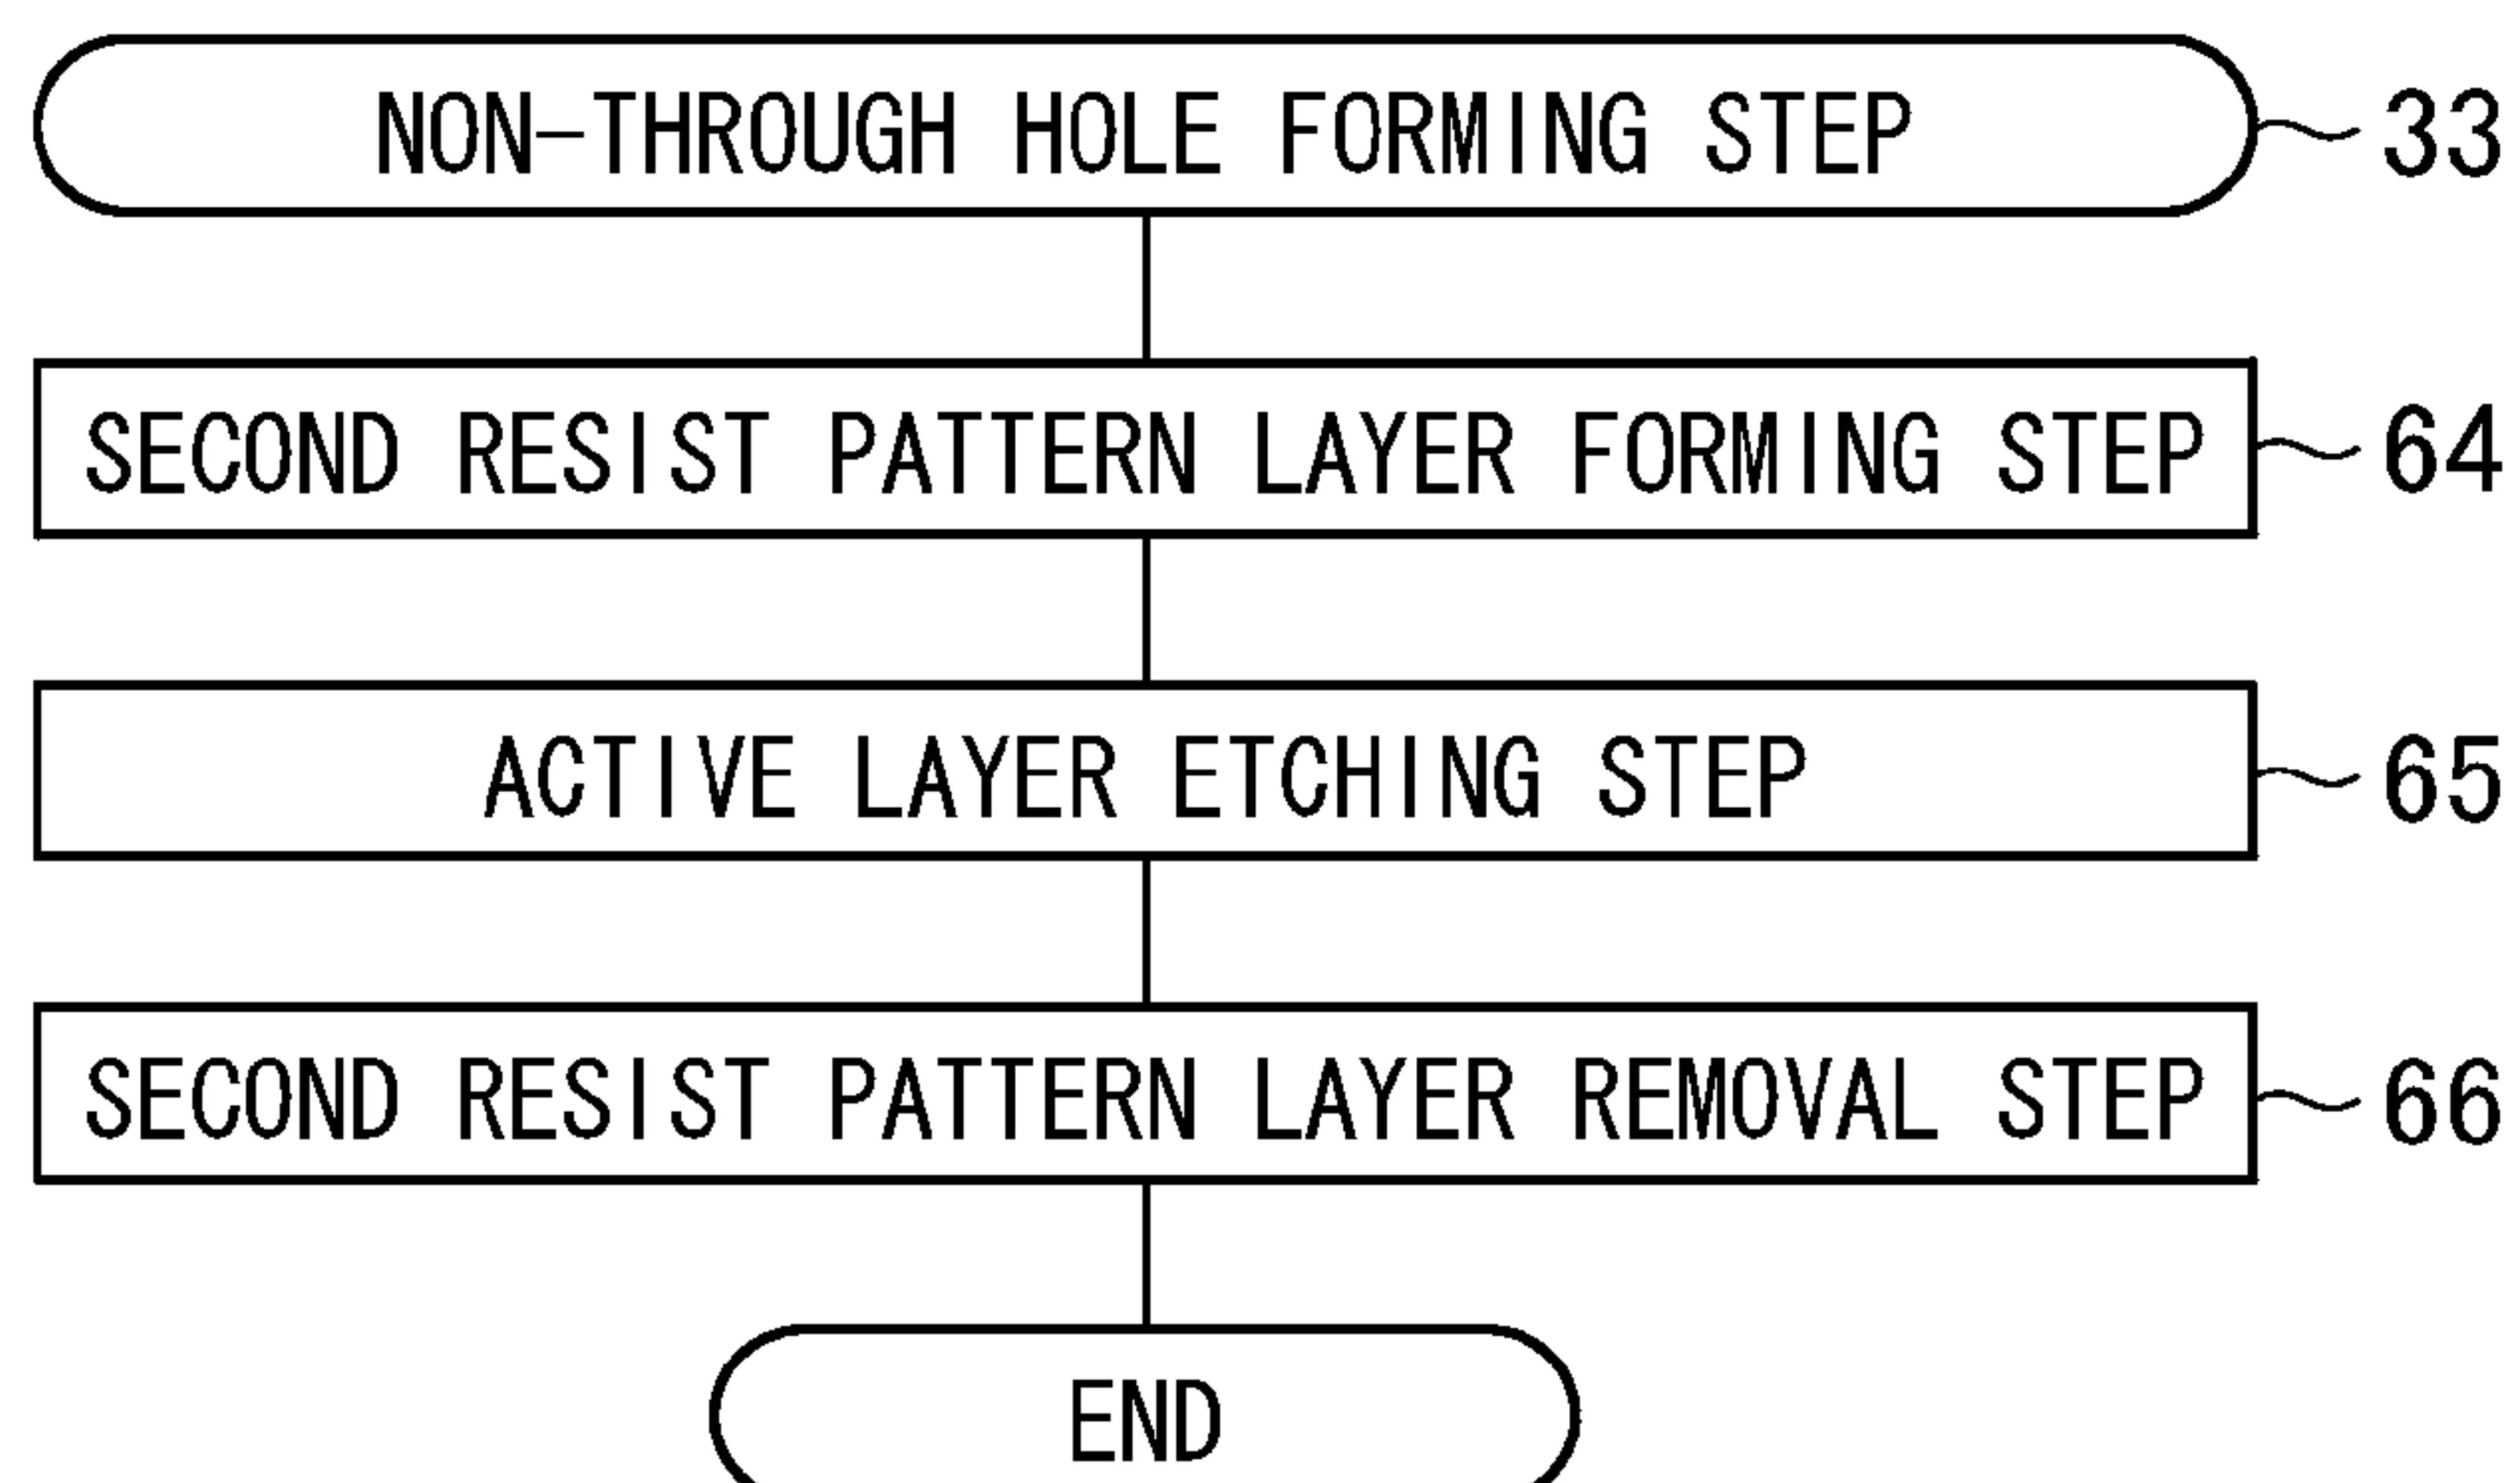 NON-THROUGH HOLE FORMING STEP 33
SECOND RESIST PATTERN LAYER FORMING STEP 64
ACTIVE LAYER ETCHING STEP 65
SECOND RESIST PATTERN LAYER REMOVAL STEP 66
END